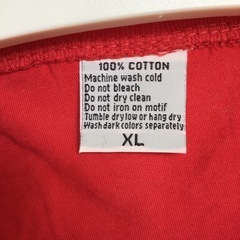 100% COTTON
Machine wash cold
Do not bleach
Do not dry clean
Do not iron on motif
Tumble dry low or hang dry
Wash dark colors separately
XL